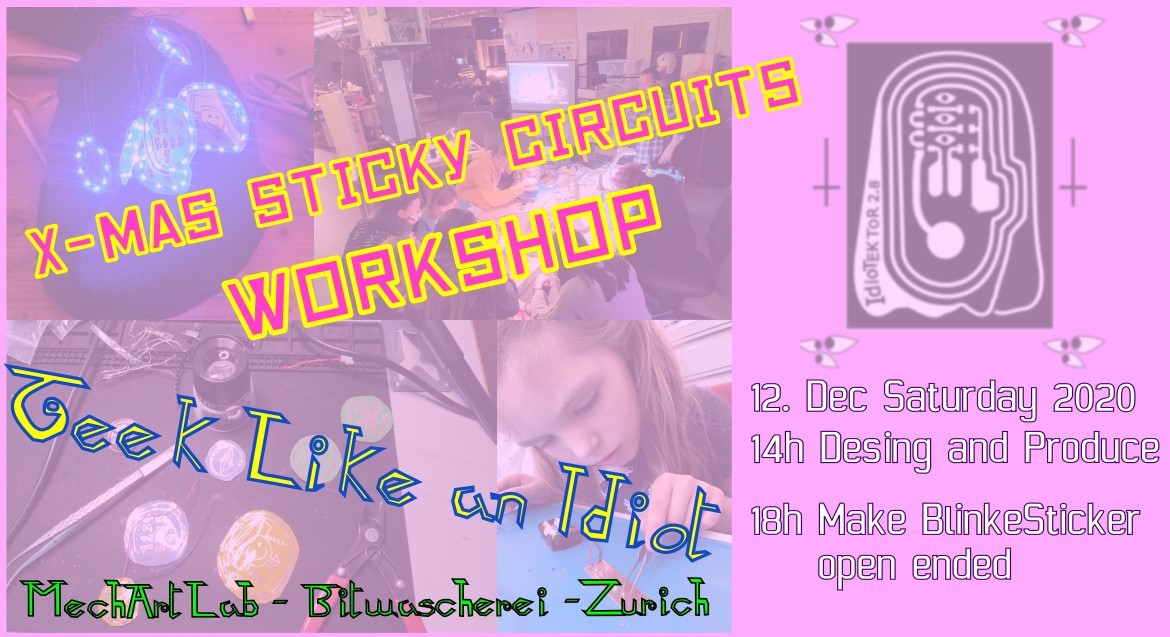 X-MAS STICKY CIRCUITS
WORKSHOP
Geek Like an Idiot
MechArtLab - Bitwascherei - Zurich
IdIoTEKToR 2.8
12. Dec Saturday 2020
14h Desing and Produce
18h Make BlinkeSticker
open ended